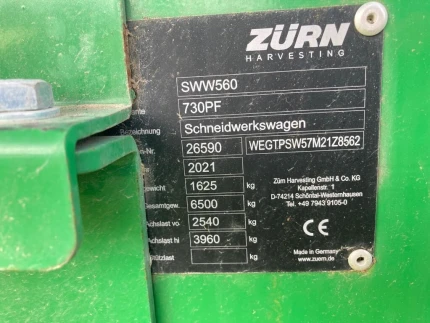 ZÜRN
HARVESTING
SWW560
730PF
Bezeichnung Schneidwerkswagen
26590 WEGTPSW57M21Z8562
2021
1625 kg
Gesamtgew. 6500 kg
2540 kg
3960 kg
kg
Zürn Harvesting GmbH & Co. KG
Kapellenstr. 1
D-74214 Schöntal-Westernhausen
Tel. +49 7943 9105-0
CE
Made in Germany
www.zuern.de